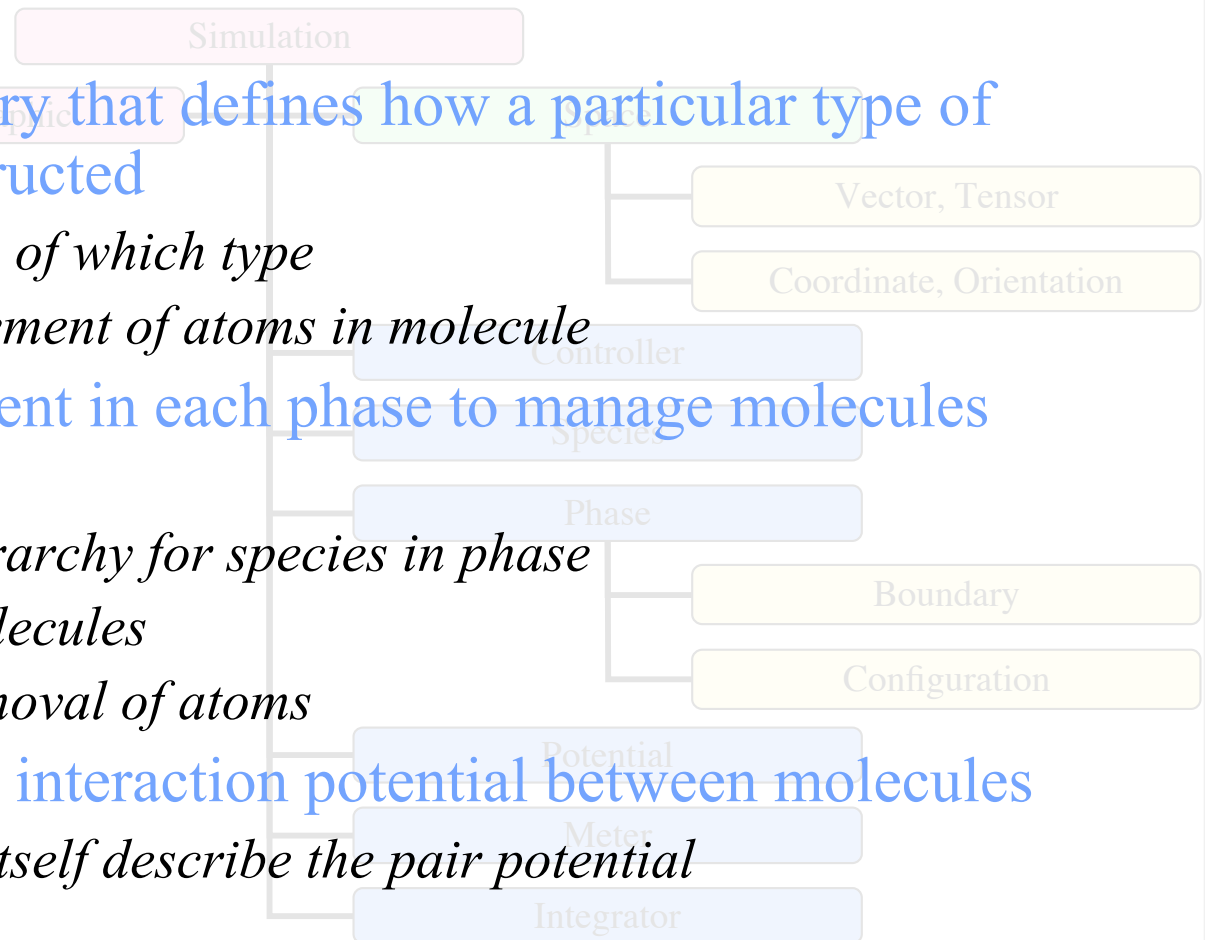 Simulation
ry that defines how a particular type of
phic
Space
ructed
Vector, Tensor
of which type
Coordinate, Orientation
ement of atoms in molecule
Controller
ent in each phase to manage molecules
Species
Phase
rarchy for species in phase
Boundary
lecules
Configuration
noval of atoms
Potential
interaction potential between molecules
Meter
tself describe the pair potential
Integrator